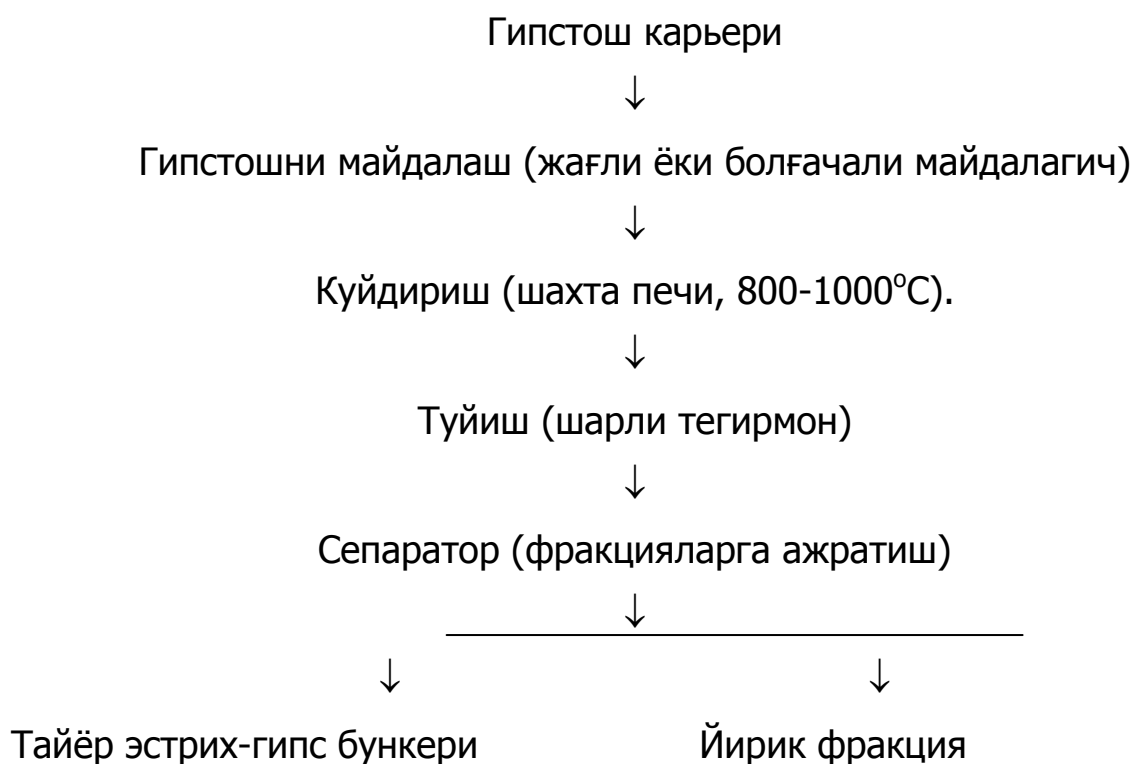 Гипстош карьери
↓
Гипстошни майдалаш (жағли ёки болғачали майдалагич)
↓
Куйдириш (шахта печи, 800-1000°С).
↓
Туйиш (шарли тегирмон)
↓
Сепаратор (фракцияларга ажратиш)
↓
↓ ↓
Тайёр эстрих-гипс бункери Йирик фракция